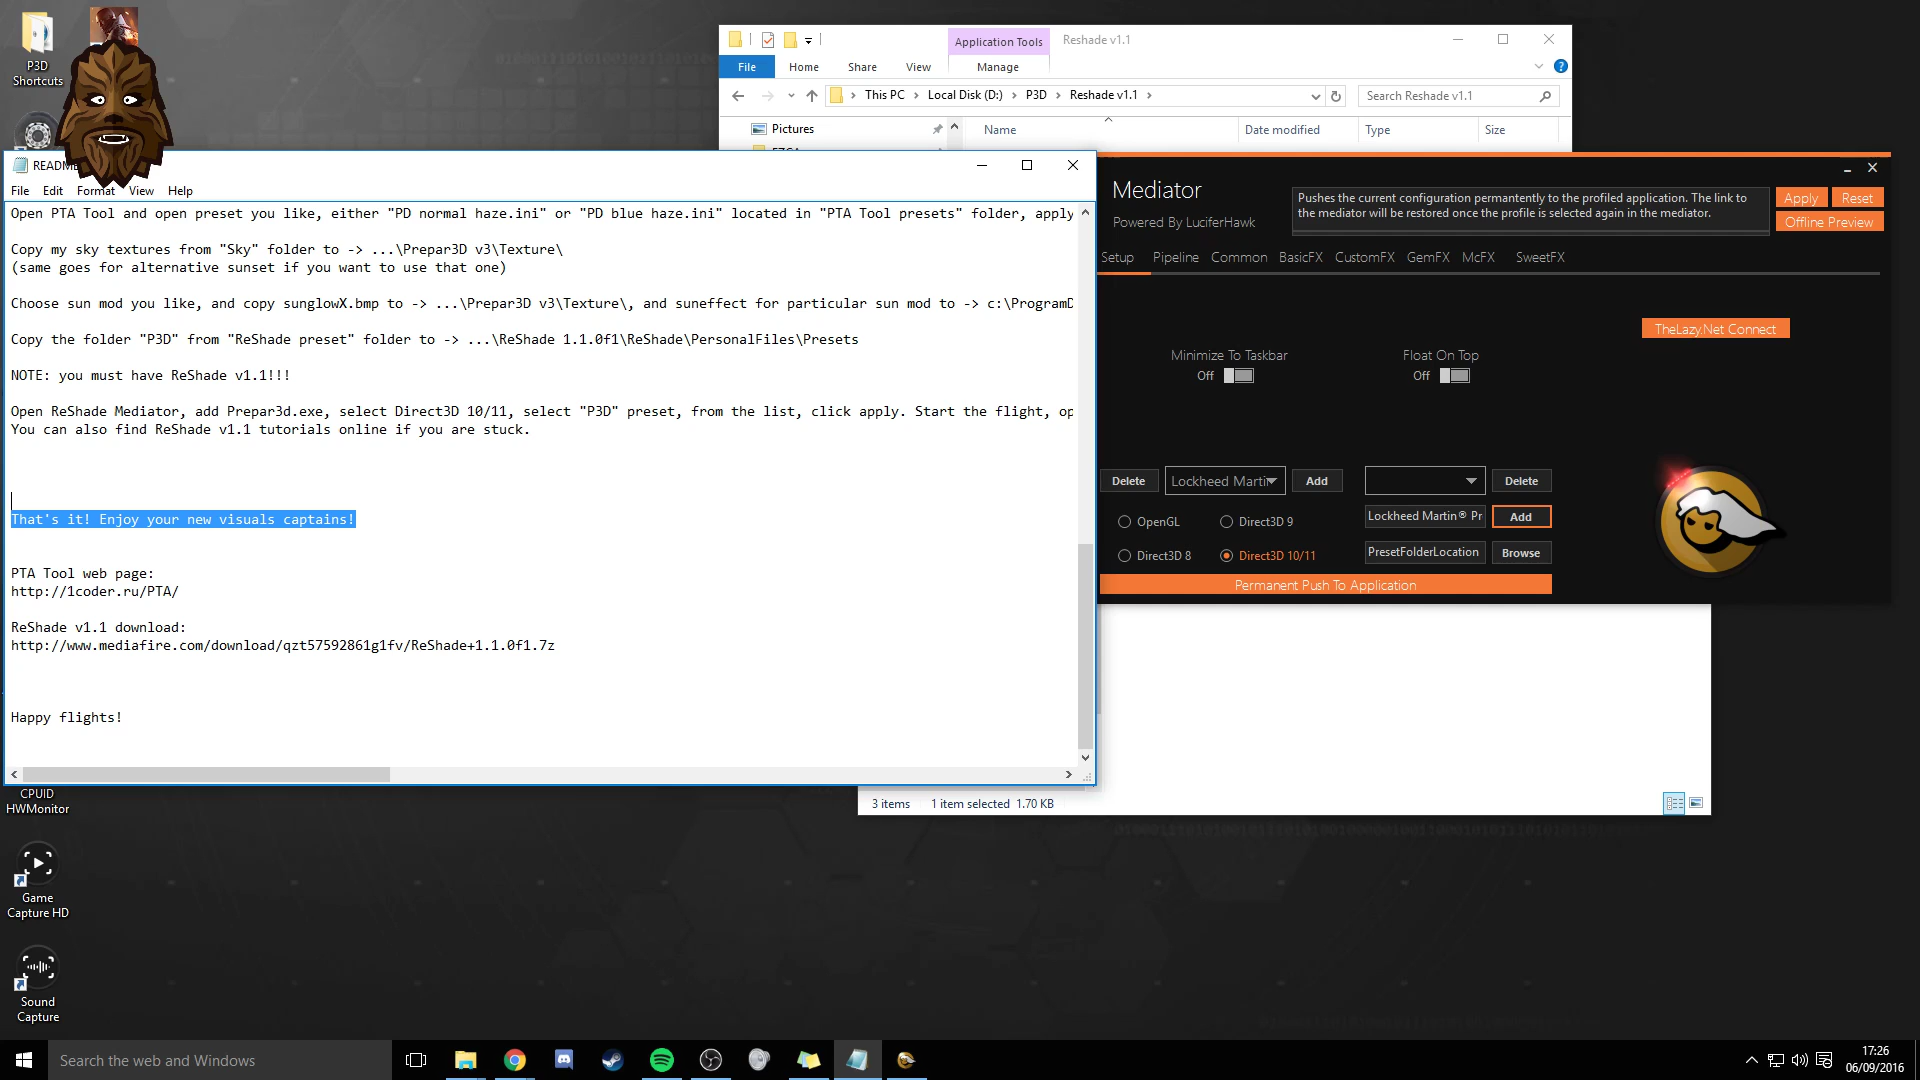 P3D
Shortcuts
Application Tools
Reshade v1.1
File
Home
Share
View
Manage
This PC
Local Disk (D:)
P3D
Reshade v1.1
Search Reshade v1.1
Pictures
Name
Date modified
Type
Size
File
Edit
Format
View
Help
Open PTA Tool and open preset you like, either "PD normal haze.ini" or "PD blue haze.ini" located in "PTA Tool presets" folder, apply
Copy my sky textures from "Sky" folder to -> ...\Prepar3D v3\Texture\
(same goes for alternative sunset if you want to use that one)
Choose sun mod you like, and copy sunglowX.bmp to -> ...\Prepar3D v3\Texture\, and suneffect for particular sun mod to -> c:\ProgramD
Copy the folder "P3D" from "ReShade preset" folder to -> ...\ReShade 1.1.0f1\ReShade\PersonalFiles\Presets
NOTE: you must have ReShade v1.1!!!
Open ReShade Mediator, add Prepar3d.exe, select Direct3D 10/11, select "P3D" preset, from the list, click apply. Start the flight, op
You can also find ReShade v1.1 tutorials online if you are stuck.
That's it! Enjoy your new visuals captains!
PTA Tool web page:
http://1coder.ru/PTA/
ReShade v1.1 download:
http://www.mediafire.com/download/qzt57592861g1fv/ReShade+1.1.0f1.7z
Happy flights!
Mediator
Powered By LuciferHawk
Pushes the current configuration permantently to the profiled application. The link to
the mediator will be restored once the profile is selected again in the mediator.
Apply
Reset
Offline Preview
Setup
Pipeline
Common
BasicFX
CustomFX
GemFX
McFX
SweetFX
TheLazy.Net Connect
Minimize To Taskbar
Off
Float On Top
Off
Delete
Lockheed Marti
Add
Delete
OpenGL
Direct3D 9
Lockheed Martin® Pr
Add
Direct3D 8
Direct3D 10/11
PresetFolderLocation
Browse
Permanent Push To Application
3 items
1 item selected
1.70 KB
CPUID
HWMonitor
Game
Capture HD
Sound
Capture
Search the web and Windows
17:26
06/09/2016